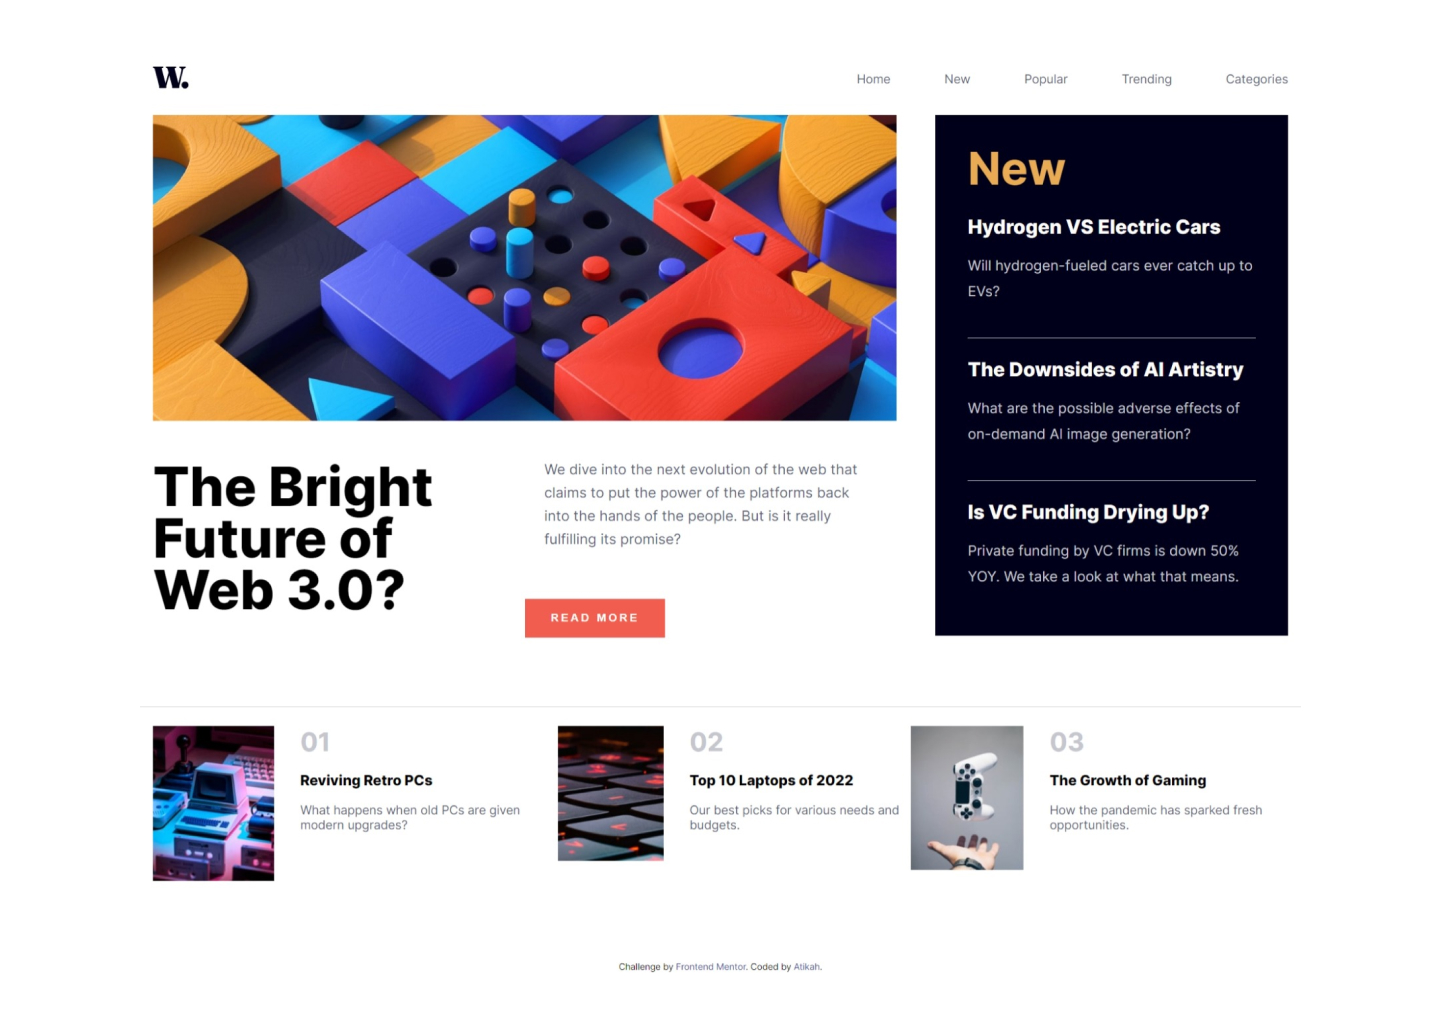 W.
Home New Popular Trending Categories
New
Hydrogen VS Electric Cars
Will hydrogen-fueled cars ever catch up to
EVs?
The Downsides of AI Artistry
What are the possible adverse effects of
on-demand AI image generation?
Is VC Funding Drying Up?
Private funding by VC firms is down 50%
YOY. We take a look at what that means.
The Bright
Future of
Web 3.0?
We dive into the next evolution of the web that
claims to put the power of the platforms back
into the hands of the people. But is it really
fulfilling its promise?
READ MORE
01
Reviving Retro PCs
What happens when old PCs are given
modern upgrades?
02
Top 10 Laptops of 2022
Our best picks for various needs and
budgets.
03
The Growth of Gaming
How the pandemic has sparked fresh
opportunities.
Challenge by Frontend Mentor. Coded by Atikah.